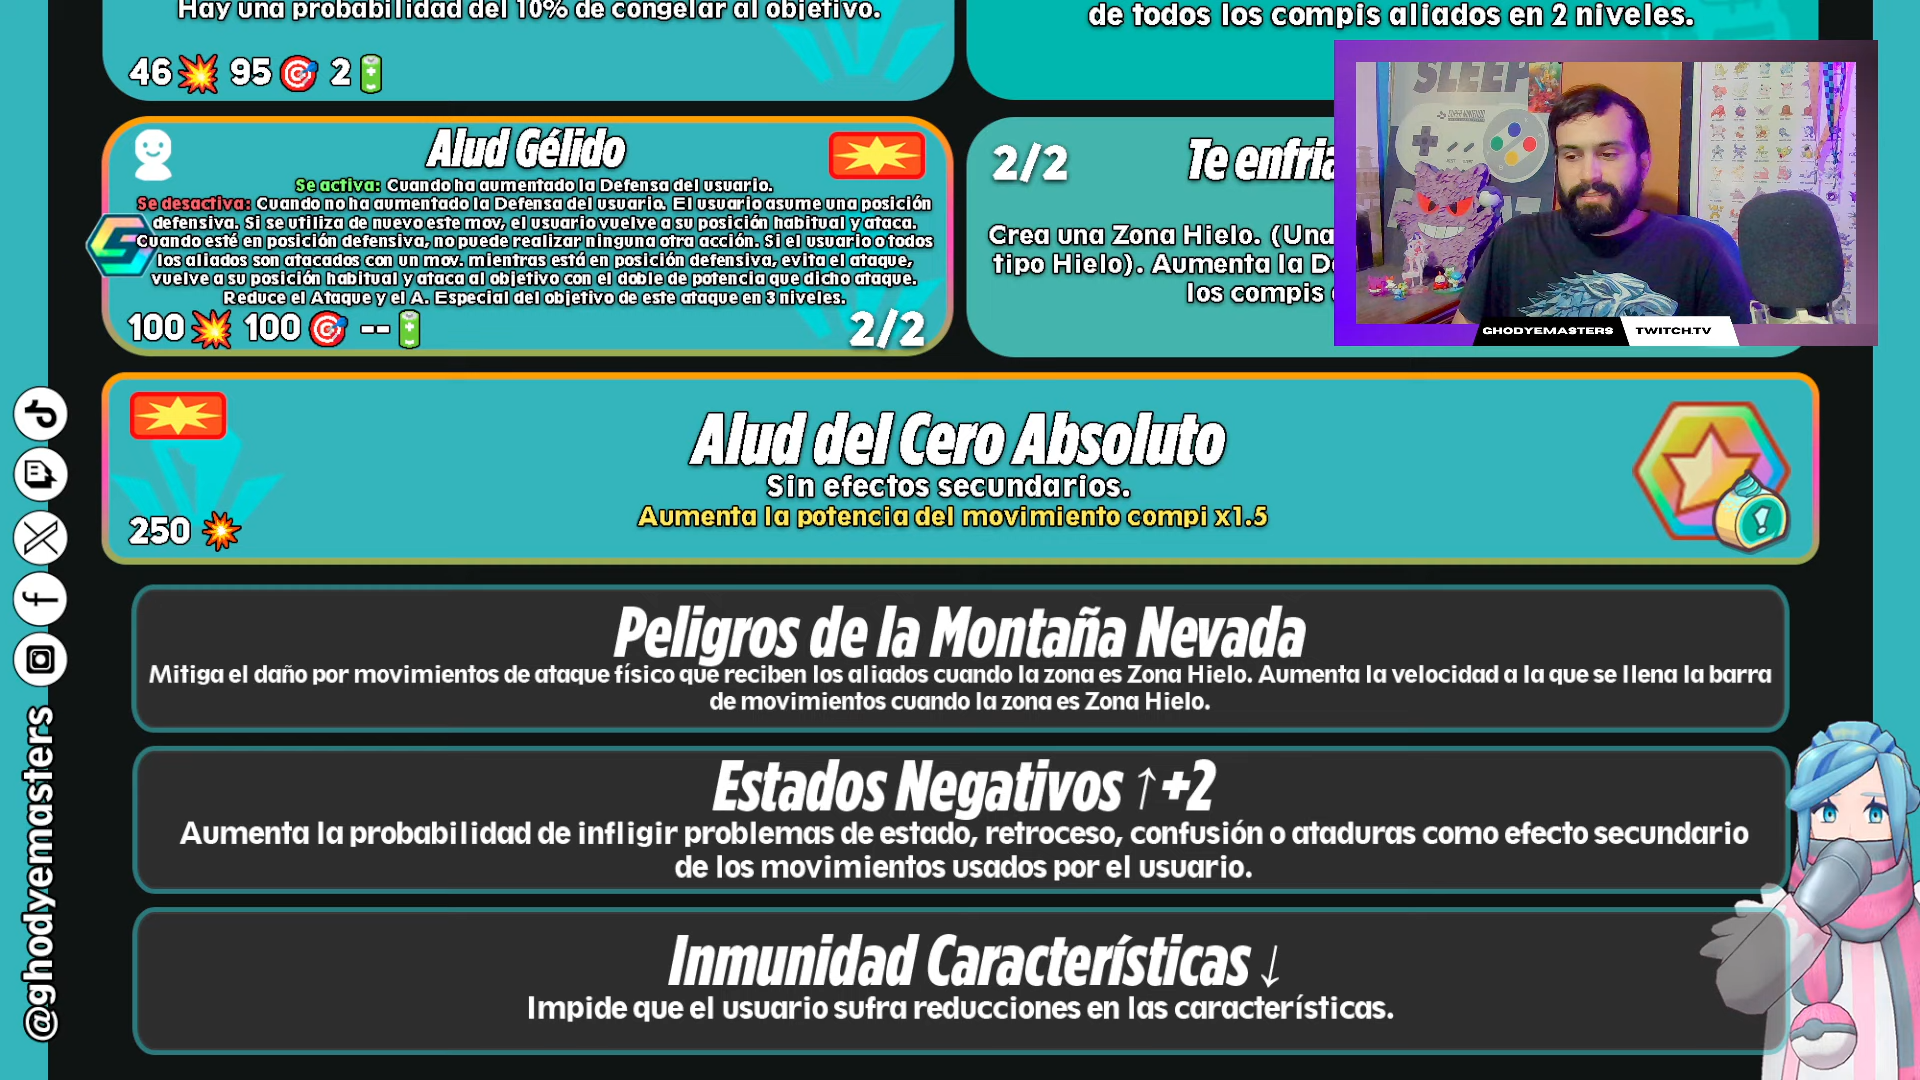 Hay una probabilidad del 10% de congelar al objetivo.
46 95 2
de todos los compis aliados en 2 niveles.
Alud Gélido
Se activa: Cuando ha aumentado la Defensa del usuario.
Se desactiva: Cuando no ha aumentado la Defensa del usuario. El usuario asume una posición
defensiva. Si se utiliza de nuevo este mov, el usuario vuelve a su posición habitual y ataca.
Cuando esté en posición defensiva, no puede realizar ninguna otra acción. Si el usuario o todos
los aliados son atacados con un mov. mientras está en posición defensiva, evita el ataque,
vuelve a su posición habitual y ataca al objetivo con el doble de potencia que dicho ataque.
Reduce el Ataque y el A. Especial del objetivo de este ataque en 3 niveles.
100 100 --
2/2
2/2
Te enfria
Crea una Zona Hielo. (Una
tipo Hielo). Aumenta la D
los compis
SLEEP
GHODYEMASTERS TWITCH.TV
Alud del Cero Absoluto
Sin efectos secundarios.
Aumenta la potencia del movimiento compi x1.5
250
Peligros de la Montaña Nevada
Mitiga el daño por movimientos de ataque físico que reciben los aliados cuando la zona es Zona Hielo. Aumenta la velocidad a la que se llena la barra
de movimientos cuando la zona es Zona Hielo.
Estados Negativos ↑+2
Aumenta la probabilidad de infligir problemas de estado, retroceso, confusión o ataduras como efecto secundario
de los movimientos usados por el usuario.
Inmunidad Características ↓
Impide que el usuario sufra reducciones en las características.
@ghodyemasters